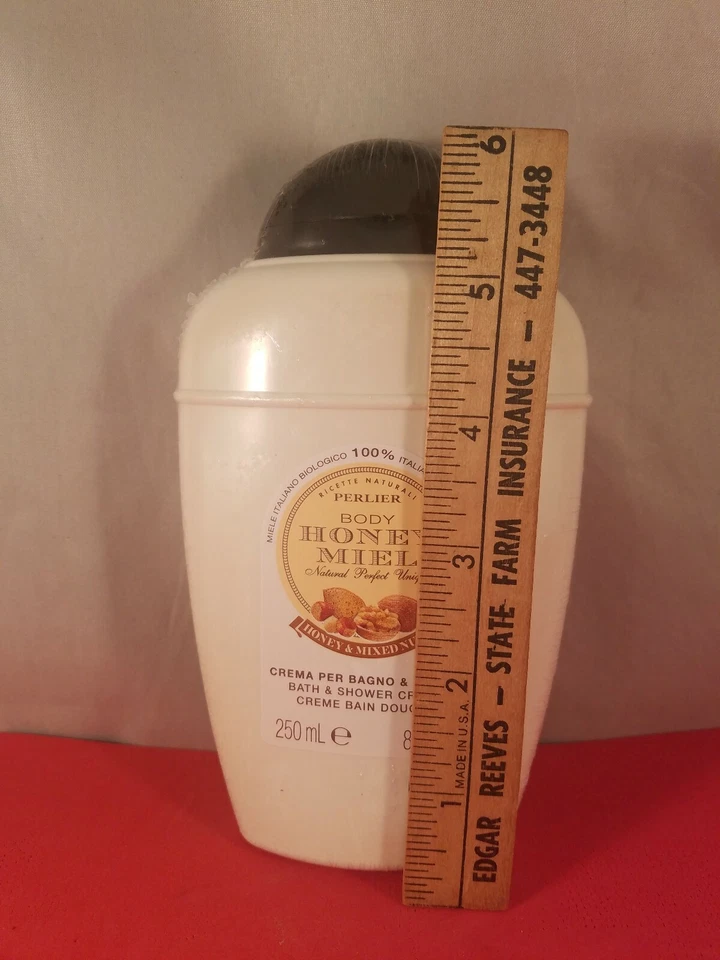 MIELE ITALIANO BIOLOGICO 100%
RICETTE NATURALI
PERLIER
BODY
HONEY
MIEL
Natural Perfect
HONEY & MIXED
CREMA PER BAGNO &
BATH & SHOWER
CREME BAIN
250 mL e
6
5
4
3
2
1
MADE IN U.S.A.
EDGAR REEVES — STATE FARM INSURANCE — 447-3448